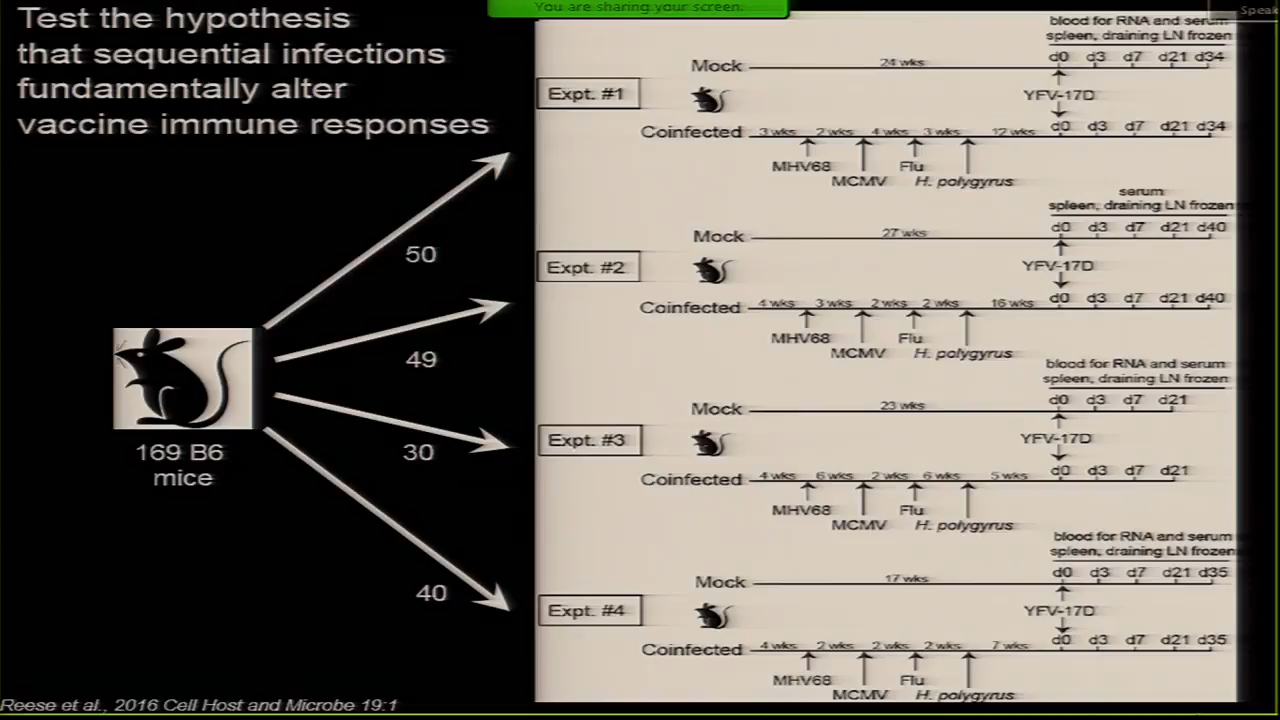 You are sharing your screen.
Speak
Test the hypothesis
that sequential infections
fundamentally alter
vaccine immune responses
50
49
30
40
169 B6
mice
Reese et al., 2016 Cell Host and Microbe 19:1
blood for RNA and serum
spleen, draining LN frozen
Mock 24 wks d0 d3 d7 d21 d34
Expt. #1
YFV-17D
Coinfected 3 wks 2 wks 4 wks 3 wks 12 wks d0 d3 d7 d21 d34
MHV68 Flu
MCMV H. polygyrus
serum
spleen, draining LN frozen
Mock 27 wks d0 d3 d7 d21 d40
Expt. #2
YFV-17D
Coinfected 4 wks 3 wks 2 wks 2 wks 16 wks d0 d3 d7 d21 d40
MHV68 Flu
MCMV H. polygyrus
blood for RNA and serum
spleen, draining LN frozen
Mock 23 wks d0 d3 d7 d21
Expt. #3
YFV-17D
Coinfected 4 wks 6 wks 2 wks 6 wks 5 wks d0 d3 d7 d21
MHV68 Flu
MCMV H. polygyrus
blood for RNA and serum
spleen, draining LN frozen
Mock 17 wks d0 d3 d7 d21 d35
Expt. #4
YFV-17D
Coinfected 4 wks 2 wks 2 wks 2 wks 7 wks d0 d3 d7 d21 d35
MHV68 Flu
MCMV H. polygyrus